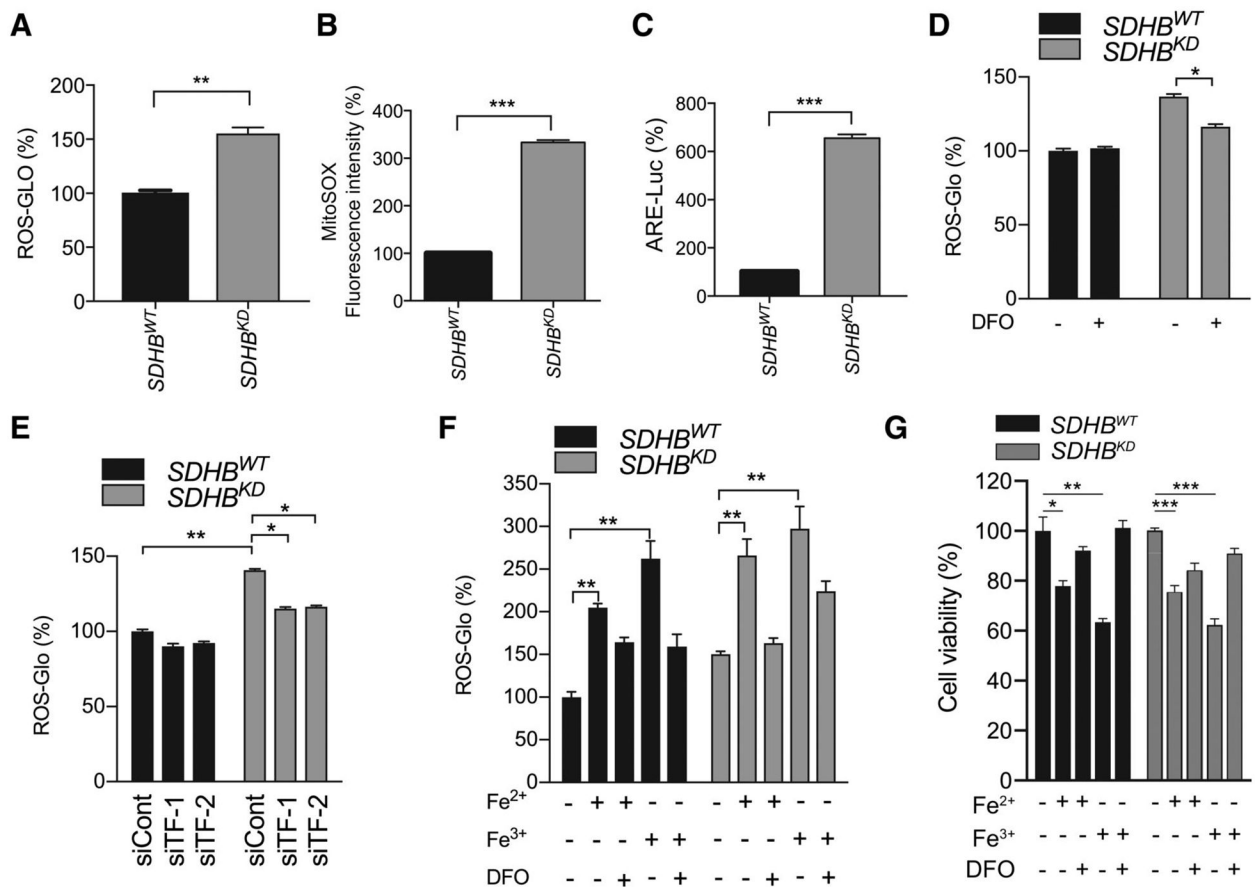 A
ROS-GLO (%)
200
150
100
50
0
**
SDHB^WT
SDHB^KD
B
MitoSOX
Fluorescence intensity (%)
400
300
200
100
0
***
SDHB^WT
SDHB^KD
C
ARE-Luc (%)
800
600
400
200
0
***
SDHB^WT
SDHB^KD
D
SDHB^WT
SDHB^KD
ROS-Glo (%)
150
100
50
0
*
DFO - + - +
E
SDHB^WT
SDHB^KD
ROS-Glo (%)
150
100
50
0
**
*
*
siCont
siTF-1
siTF-2
siCont
siTF-1
siTF-2
F
SDHB^WT
SDHB^KD
ROS-Glo (%)
350
300
250
200
150
100
50
0
**
**
**
**
Fe²⁺ - + + - - - + + - -
Fe³⁺ - - - + + - - - + +
DFO - - + - + - - + - +
G
SDHB^WT
SDHB^KD
Cell viability (%)
120
100
80
60
40
20
0
**
*
***
***
Fe²⁺ - + + - - - + + - -
Fe³⁺ - - - + + - - - + +
DFO - - + - + - - + - +